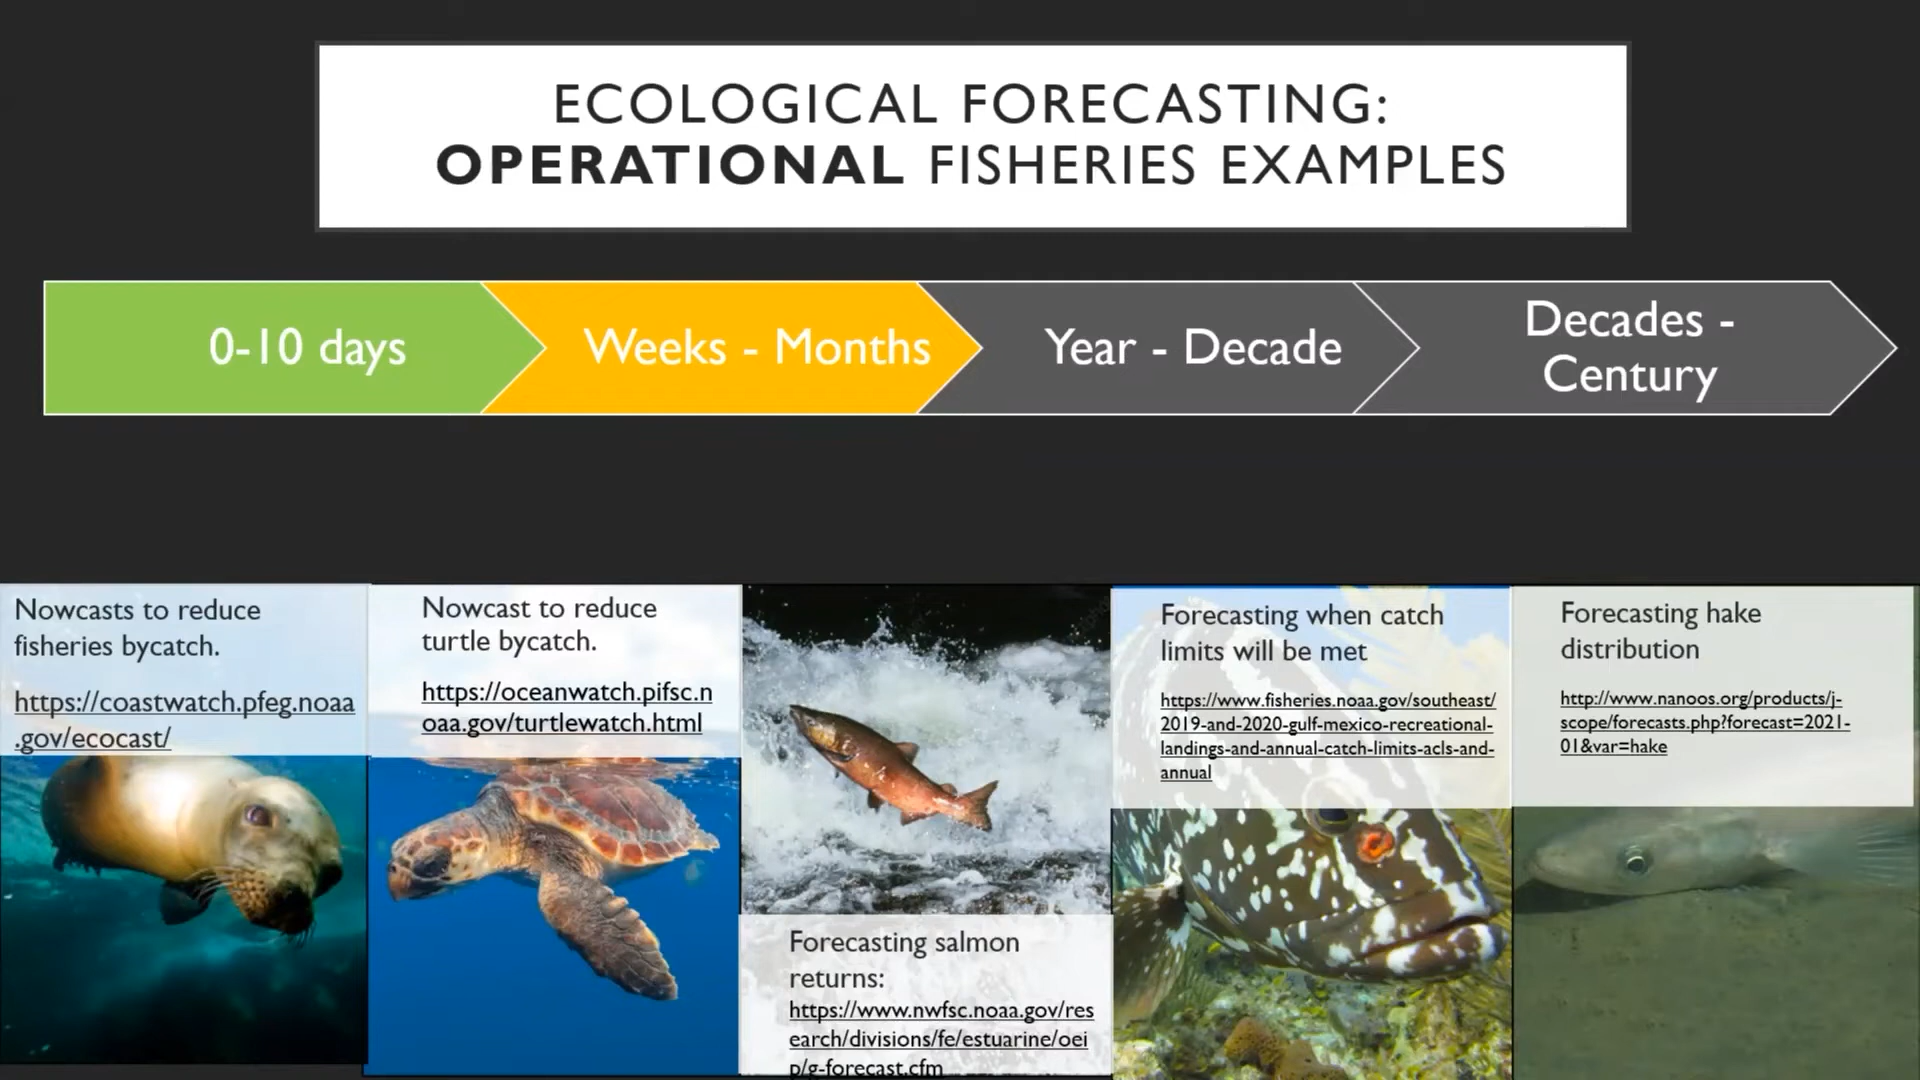 ECOLOGICAL FORECASTING:
OPERATIONAL FISHERIES EXAMPLES
0-10 days
Weeks - Months
Year - Decade
Decades -
Century
Nowcasts to reduce
fisheries bycatch.
https://coastwatch.pfeg.noaa
.gov/ecocast/
Nowcast to reduce
turtle bycatch.
https://oceanwatch.pifsc.n
oaa.gov/turtlewatch.html
Forecasting salmon
returns:
https://www.nwfsc.noaa.gov/res
earch/divisions/fe/estuarine/oei
p/g-forecast.cfm
Forecasting when catch
limits will be met
https://www.fisheries.noaa.gov/southeast/
2019-and-2020-gulf-mexico-recreational-
landings-and-annual-catch-limits-acls-and-
annual
Forecasting hake
distribution
http://www.nanoos.org/products/j-
scope/forecasts.php?forecast=2021-
01&var=hake